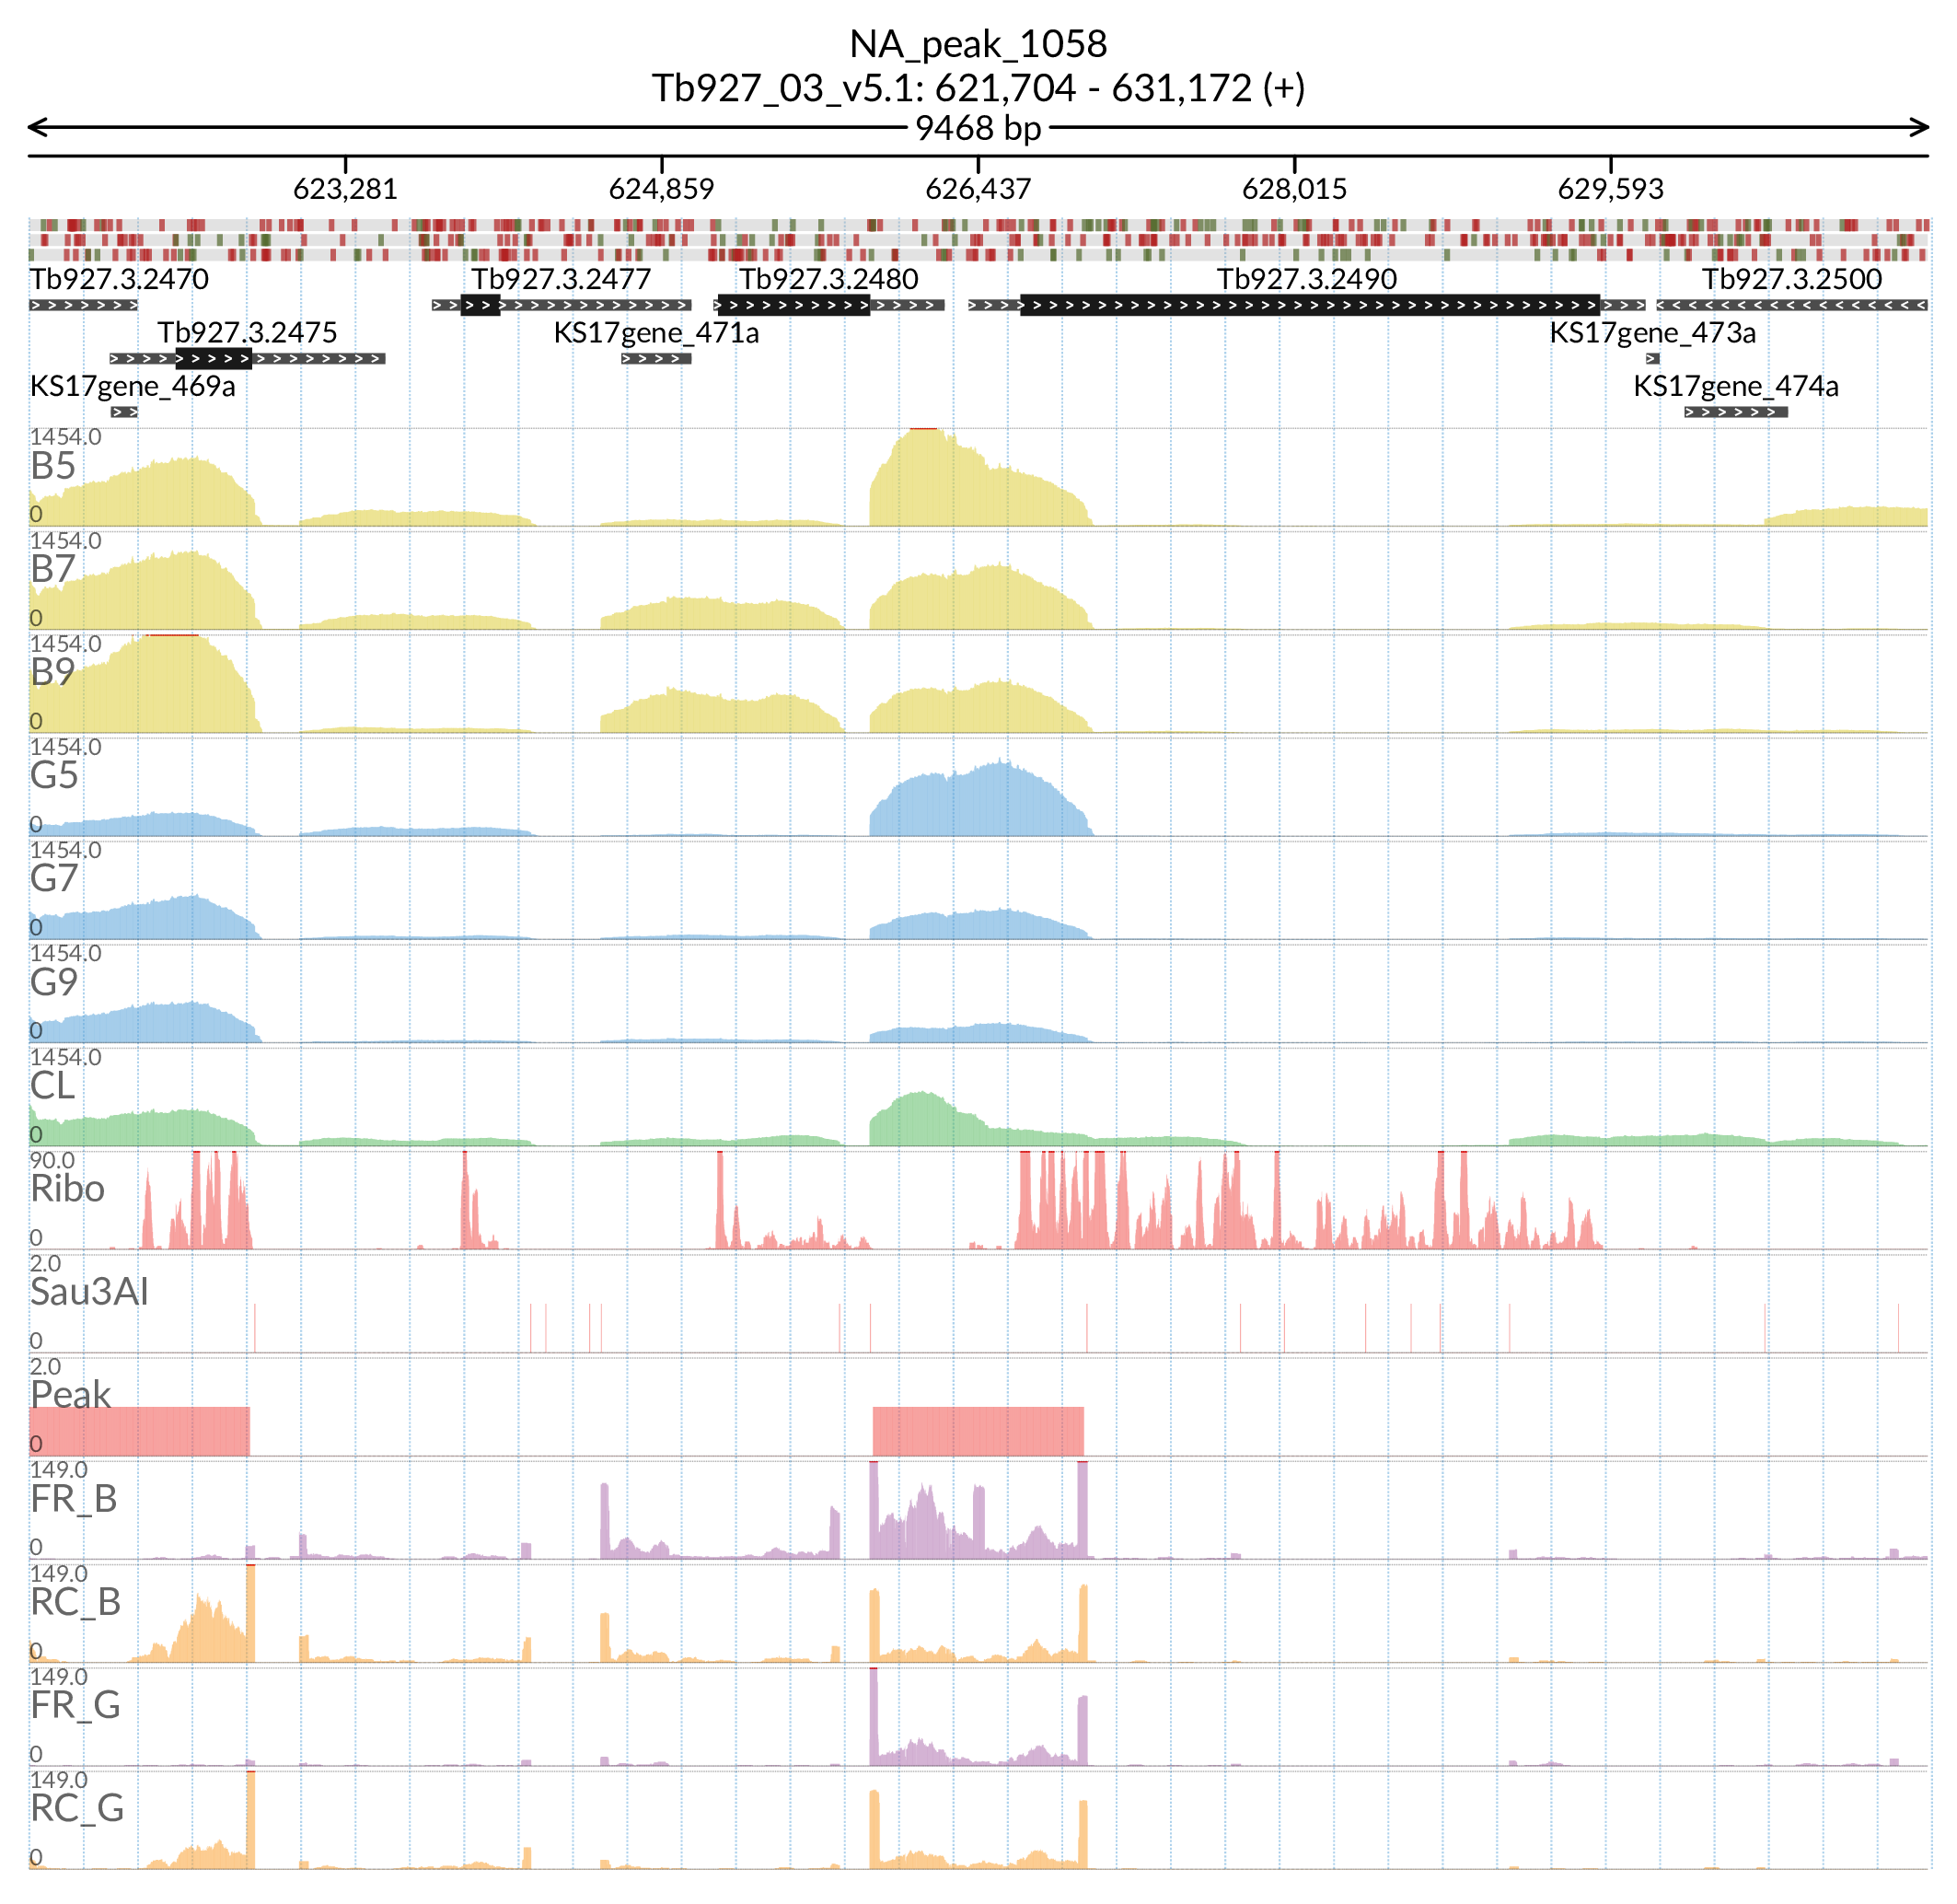 NA_peak_1058
Tb927_03_v5.1: 621,704 - 631,172 (+)
9468 bp
623,281 624,859 626,437 628,015 629,593
Tb927.3.2470 Tb927.3.2477 Tb927.3.2480 Tb927.3.2490 Tb927.3.2500
Tb927.3.2475 KS17gene_471a KS17gene_473a
KS17gene_469a KS17gene_474a
1454.0
B5
0
1454.0
B7
0
1454.0
B9
0
1454.0
G5
0
1454.0
G7
0
1454.0
G9
0
1454.0
CL
0
90.0
Ribo
0
2.0
Sau3AI
0
2.0
Peak
0
149.0
FR_B
0
149.0
RC_B
0
149.0
FR_G
0
149.0
RC_G
0